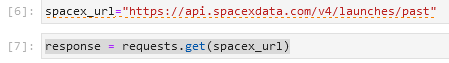 [6]: spacex_url="https://api.spacexdata.com/v4/launches/past"
[7]: response = requests.get(spacex_url)